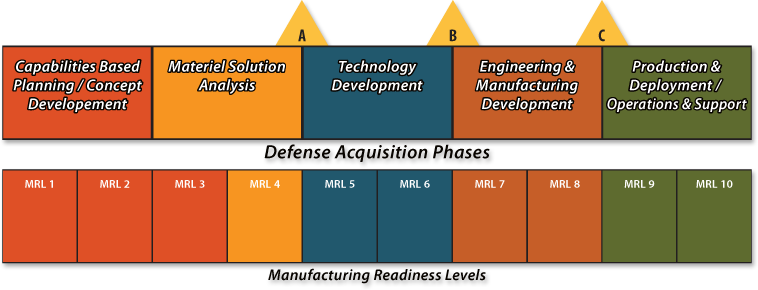 A
B
C
Capabilities Based
Planning / Concept
Developement
Materiel Solution
Analysis
Technology
Development
Engineering &
Manufacturing
Development
Production &
Deployment /
Operations & Support
Defense Acquisition Phases
MRL 1
MRL 2
MRL 3
MRL 4
MRL 5
MRL 6
MRL 7
MRL 8
MRL 9
MRL 10
Manufacturing Readiness Levels